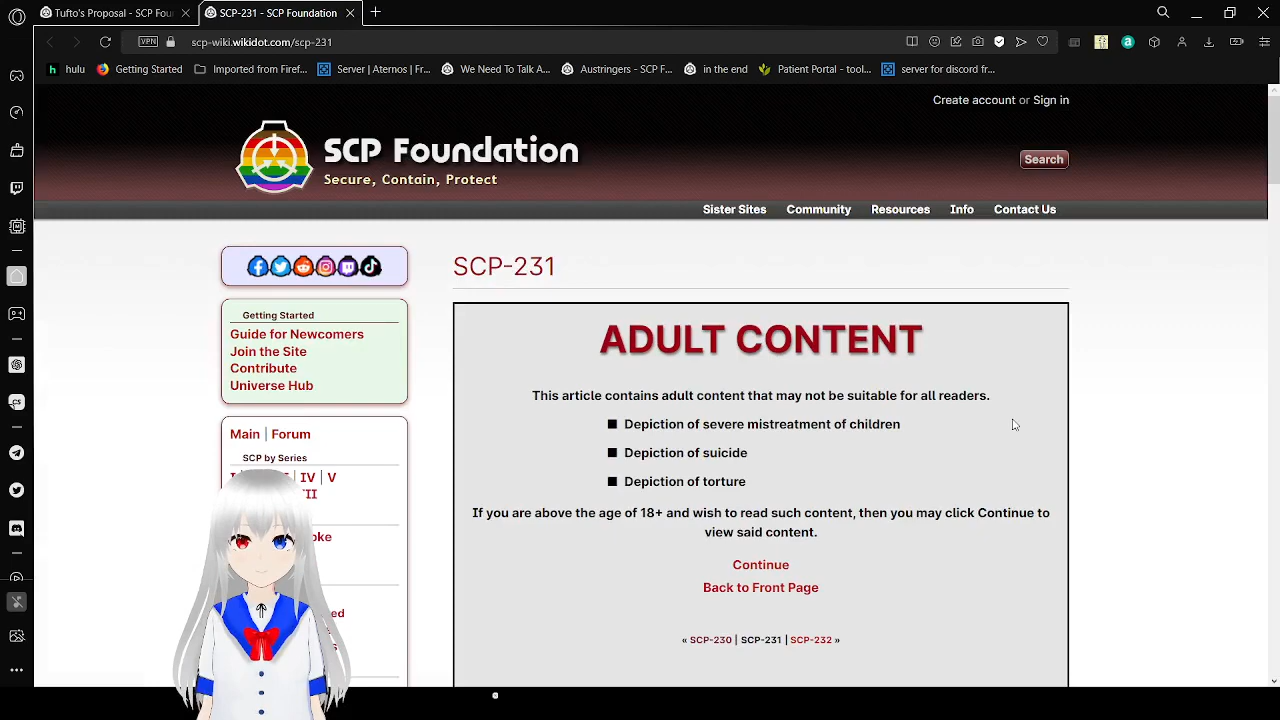 Tufto's Proposal - SCP Foun
SCP-231 - SCP Foundation
VPN
scp-wiki.wikidot.com/scp-231
hulu
Getting Started
Imported from Firef...
Server | Aternos | Fr...
We Need To Talk A...
Austringers - SCP F...
in the end
Patient Portal - tool...
server for discord fr...
Create account or Sign in
SCP Foundation
Secure, Contain, Protect
Search
Sister Sites
Community
Resources
Info
Contact Us
SCP-231
Getting Started
Guide for Newcomers
Join the Site
Contribute
Universe Hub
Main | Forum
SCP by Series
IV | V
ADULT CONTENT
This article contains adult content that may not be suitable for all readers.
■ Depiction of severe mistreatment of children
■ Depiction of suicide
■ Depiction of torture
If you are above the age of 18+ and wish to read such content, then you may click Continue to
view said content.
Continue
Back to Front Page
« SCP-230 | SCP-231 | SCP-232 »